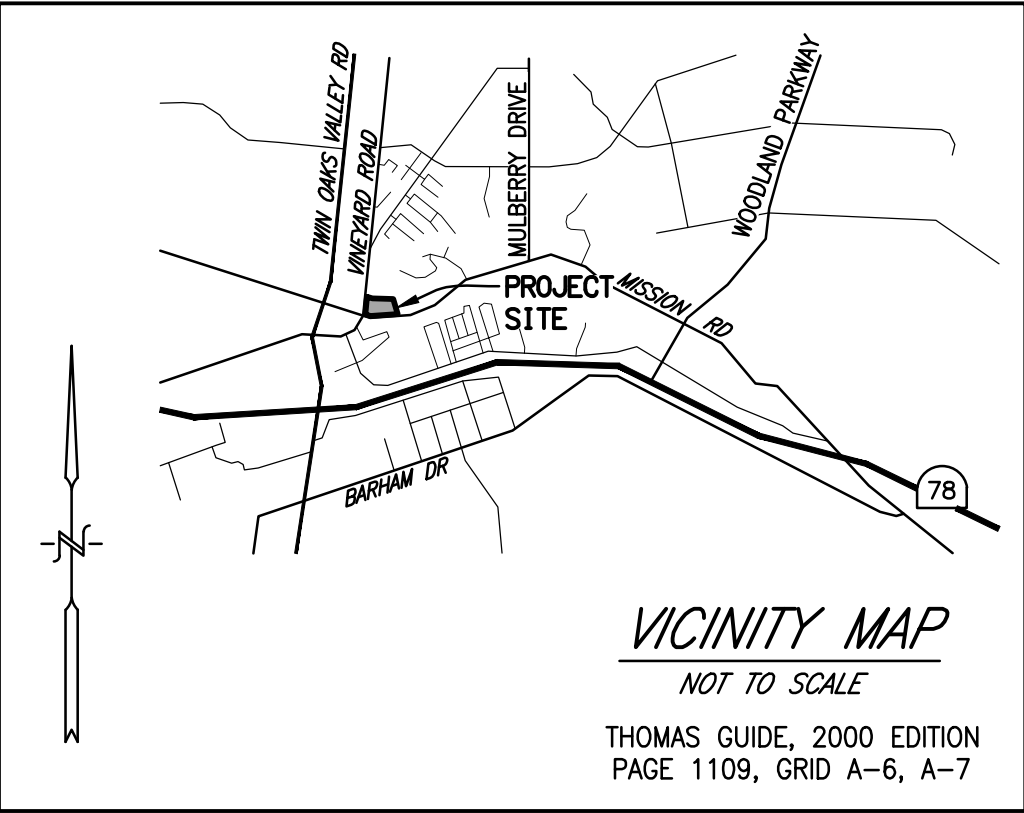 TWIN OAKS VALLEY RD
VINEYARD ROAD
MULBERRY DRIVE
WOODLAND PARKWAY
PROJECT
SITE
MISSION RD
BARHAM DR
78
N
VICINITY MAP
NOT TO SCALE
THOMAS GUIDE, 2000 EDITION
PAGE 1109, GRID A-6, A-7